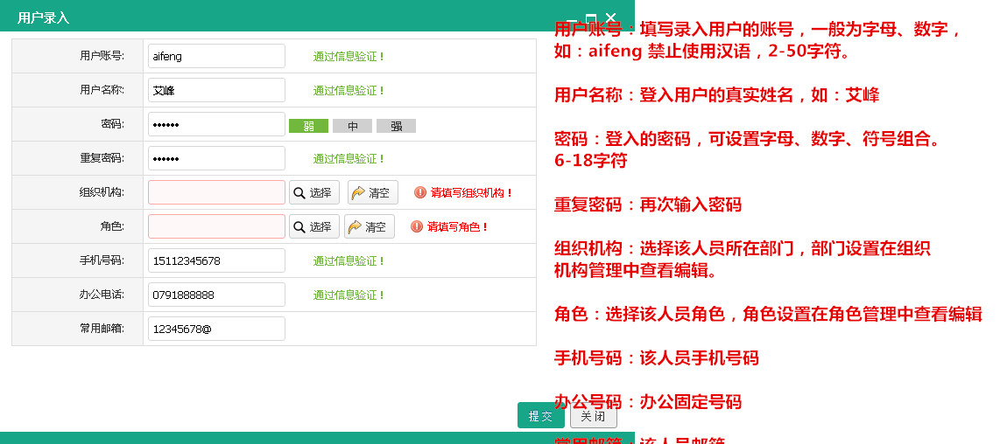 用户录入
用户账号:
aifeng
通过信息验证！
用户名称:
艾峰
通过信息验证！
密码:
••••••
弱
中
强
重复密码:
••••••
通过信息验证！
组织机构:
选择
清空
请填写组织机构！
角色:
选择
清空
请填写角色！
手机号码:
15112345678
通过信息验证！
办公电话:
0791888888
通过信息验证！
常用邮箱:
12345678@
提交
关闭
用户账号：填写录入用户的账号，一般为字母、数字，
如：aifeng 禁止使用汉语，2-50字符。
用户名称：登入用户的真实姓名，如：艾峰
密码：登入的密码，可设置字母、数字、符号组合。
6-18字符
重复密码：再次输入密码
组织机构：选择该人员所在部门，部门设置在组织
机构管理中查看编辑。
角色：选择该人员角色，角色设置在角色管理中查看编辑
手机号码：该人员手机号码
办公号码：办公固定号码
常用邮箱：该人员邮箱